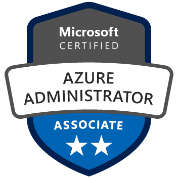 Microsoft
CERTIFIED
AZURE
ADMINISTRATOR
ASSOCIATE